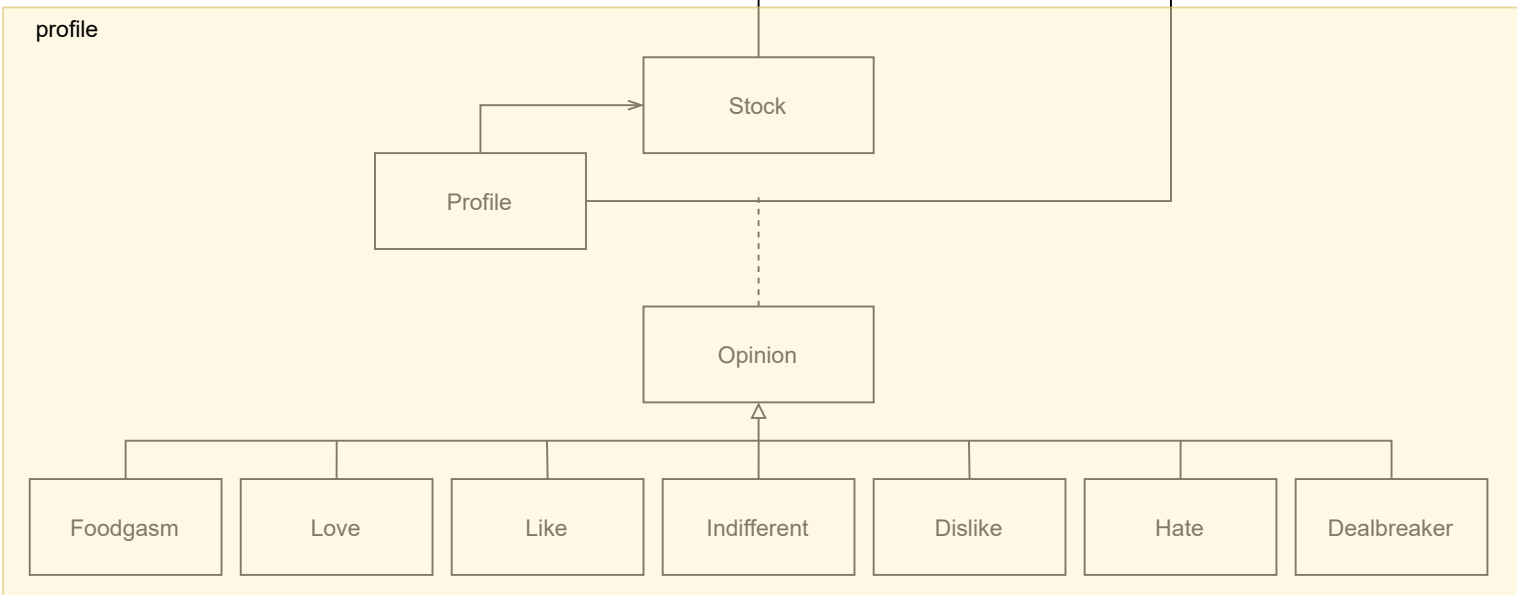 profile
Stock
Profile
Opinion
Foodgasm
Love
Like
Indifferent
Dislike
Hate
Dealbreaker